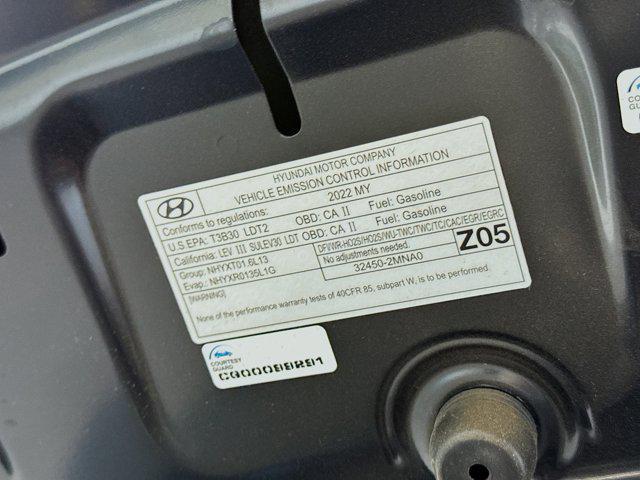 HYUNDAI MOTOR COMPANY
VEHICLE EMISSION CONTROL INFORMATION
Conforms to regulations: 2022 MY
U.S EPA: T3B30 LDT2 OBD: CA II Fuel: Gasoline
California: LEV III SULEV30 LDT OBD: CA II Fuel: Gasoline
Group: NHYXT01.6L13 DFI/WR-HO2S/HO2S/WU-TWC/TWC/TC/CAC/EGR/EGRC
Evap.: NHYXR0135L1G No adjustments needed.
32450-2MNA0 Z05
[WARNING]
None of the performance warranty tests of 40CFR 85, subpart W, is to be performed.
COURTESY
GUARD